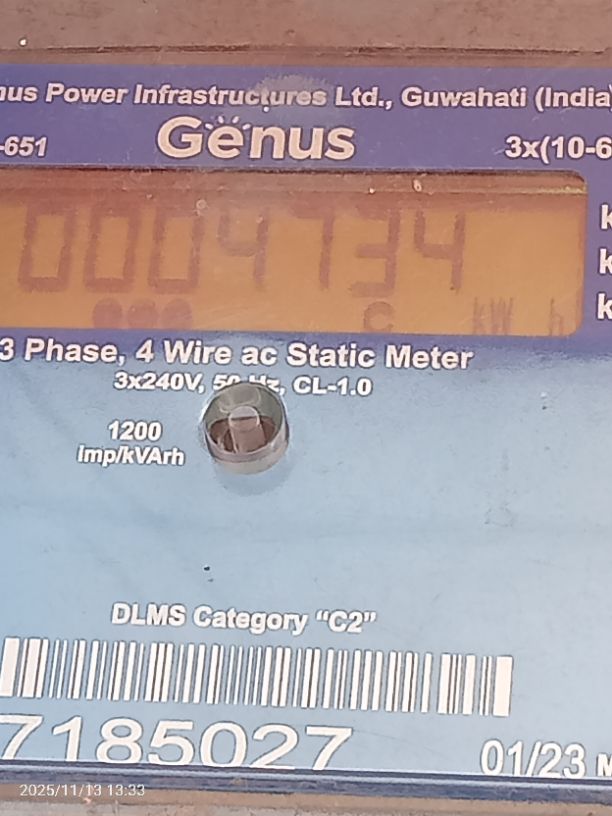 nus Power Infrastructures Ltd., Guwahati (India)
-651
Genus
3x(10-6
k
0004734
k
kW h
k
C
3 Phase, 4 Wire ac Static Meter
3x240V, 50 Hz, CL-1.0
1200
imp/kVArh
DLMS Category “C2”
7185027
01/23 M
2025/11/13 13:33